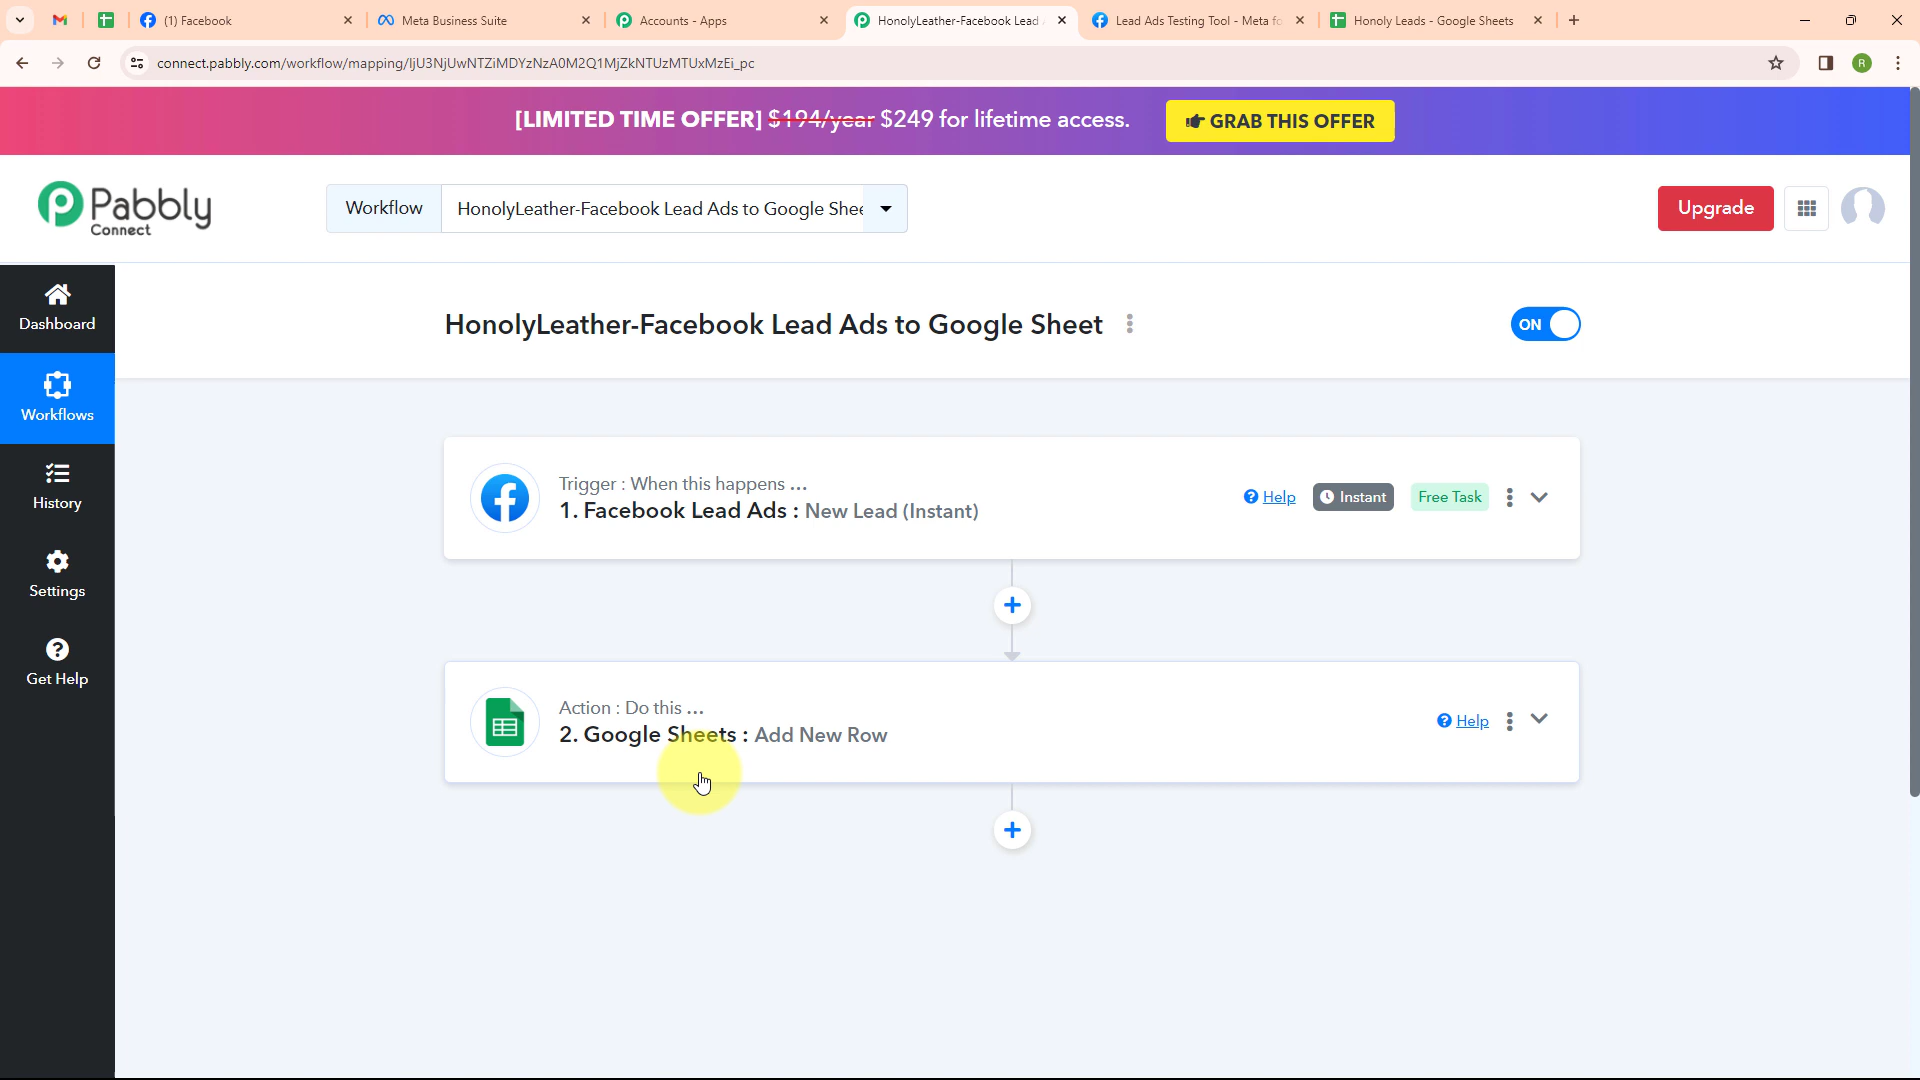 (1) Facebook
Meta Business Suite
Accounts - Apps
HonolyLeather-Facebook Lead
Lead Ads Testing Tool - Meta fo
Honoly Leads - Google Sheets
connect.pabbly.com/workflow/mapping/IjU3NjUwNTZiMDYzNzA0M2Q1MjZkNTUzMTUxMzEi_pc
R
[LIMITED TIME OFFER] $194/year $249 for lifetime access.
GRAB THIS OFFER
Pabbly
Connect
Workflow
HonolyLeather-Facebook Lead Ads to Google Shee
Upgrade
Dashboard
Workflows
History
Settings
Get Help
HonolyLeather-Facebook Lead Ads to Google Sheet
ON
Trigger : When this happens ...
1. Facebook Lead Ads : New Lead (Instant)
Help
Instant
Free Task
Action : Do this ...
2. Google Sheets : Add New Row
Help